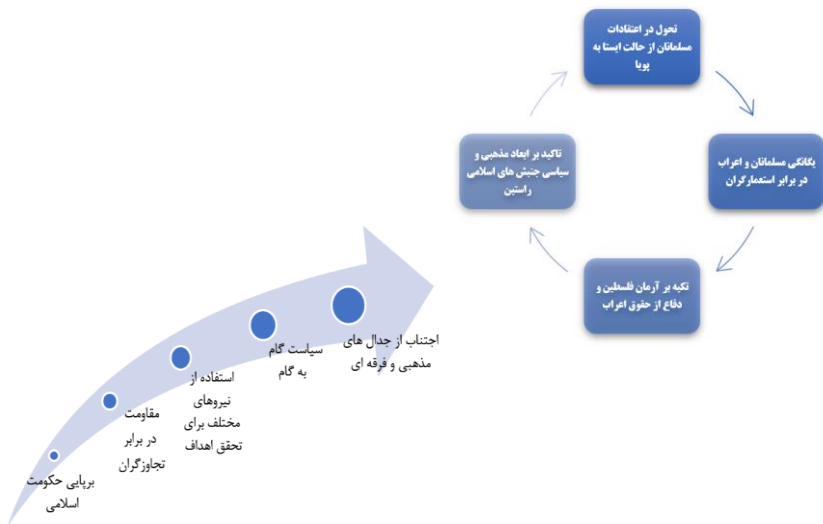 تحول در اعتقادات
مسلمانان از حالت ایستا به
پویا
یگانگی مسلمانان و اعراب
در برابر استعمارگران
تکیه بر آرمان فلسطین و
دفاع از حقوق اعراب
تاکید بر ابعاد مذهبی و
سیاسی جنبش های اسلامی
راستین
برپایی حکومت
اسلامی
مقاومت
در برابر
تجاوزگران
استفاده از
نیروهای
مختلف برای
تحقق اهداف
سیاست گام
به گام
اجتناب از جدال های
مذهبی و فرقه ای